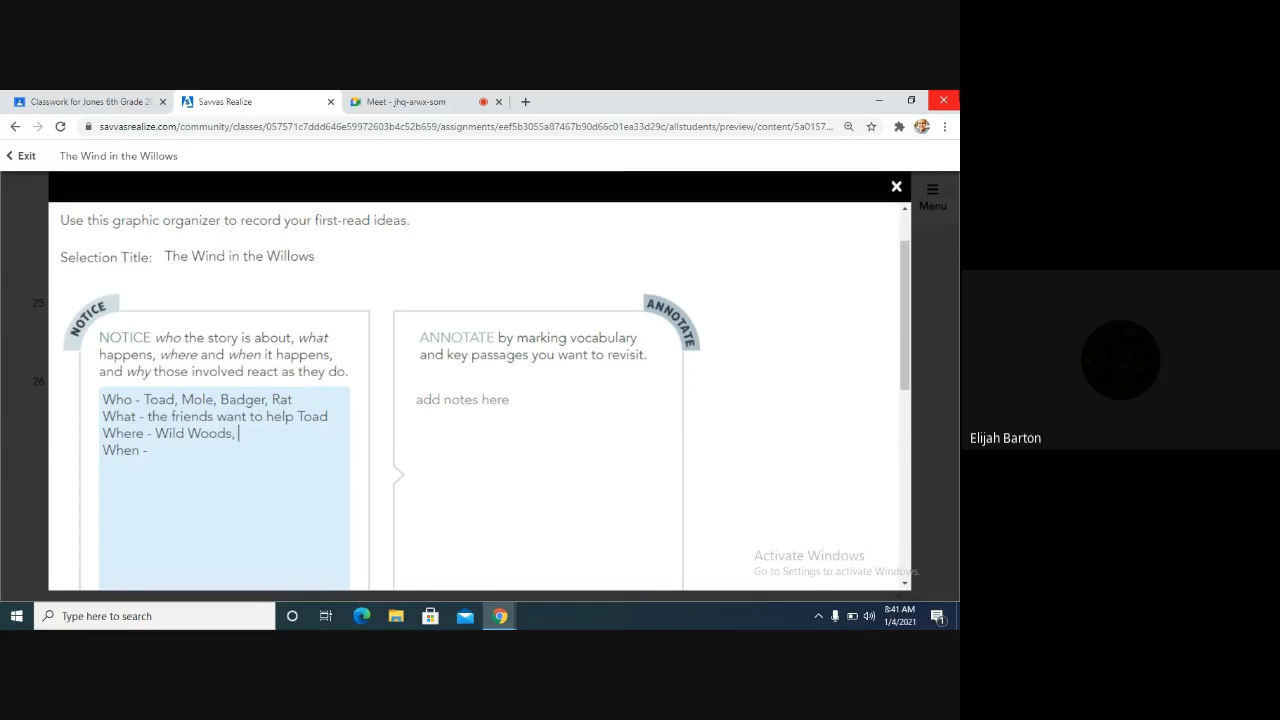 Classwork for Jones 6th Grade 20
Savvas Realize
Meet - jhq-arwx-som
savvasrealize.com/community/classes/057571c7ddd646e59972603b4c52b659/assignments/eef5b3055a87467b90d66c01ea33d29c/allstudents/preview/content/5a0157...
Exit
The Wind in the Willows
Menu
Use this graphic organizer to record your first-read ideas.
Selection Title: The Wind in the Willows
25
26
NOTICE
NOTICE who the story is about, what
happens, where and when it happens,
and why those involved react as they do.
Who - Toad, Mole, Badger, Rat
What - the friends want to help Toad
Where - Wild Woods,
When -
ANNOTATE
ANNOTATE by marking vocabulary
and key passages you want to revisit.
add notes here
Elijah Barton
Activate Windows
Go to Settings to activate Windows.
Type here to search
8:41 AM
1/4/2021
1